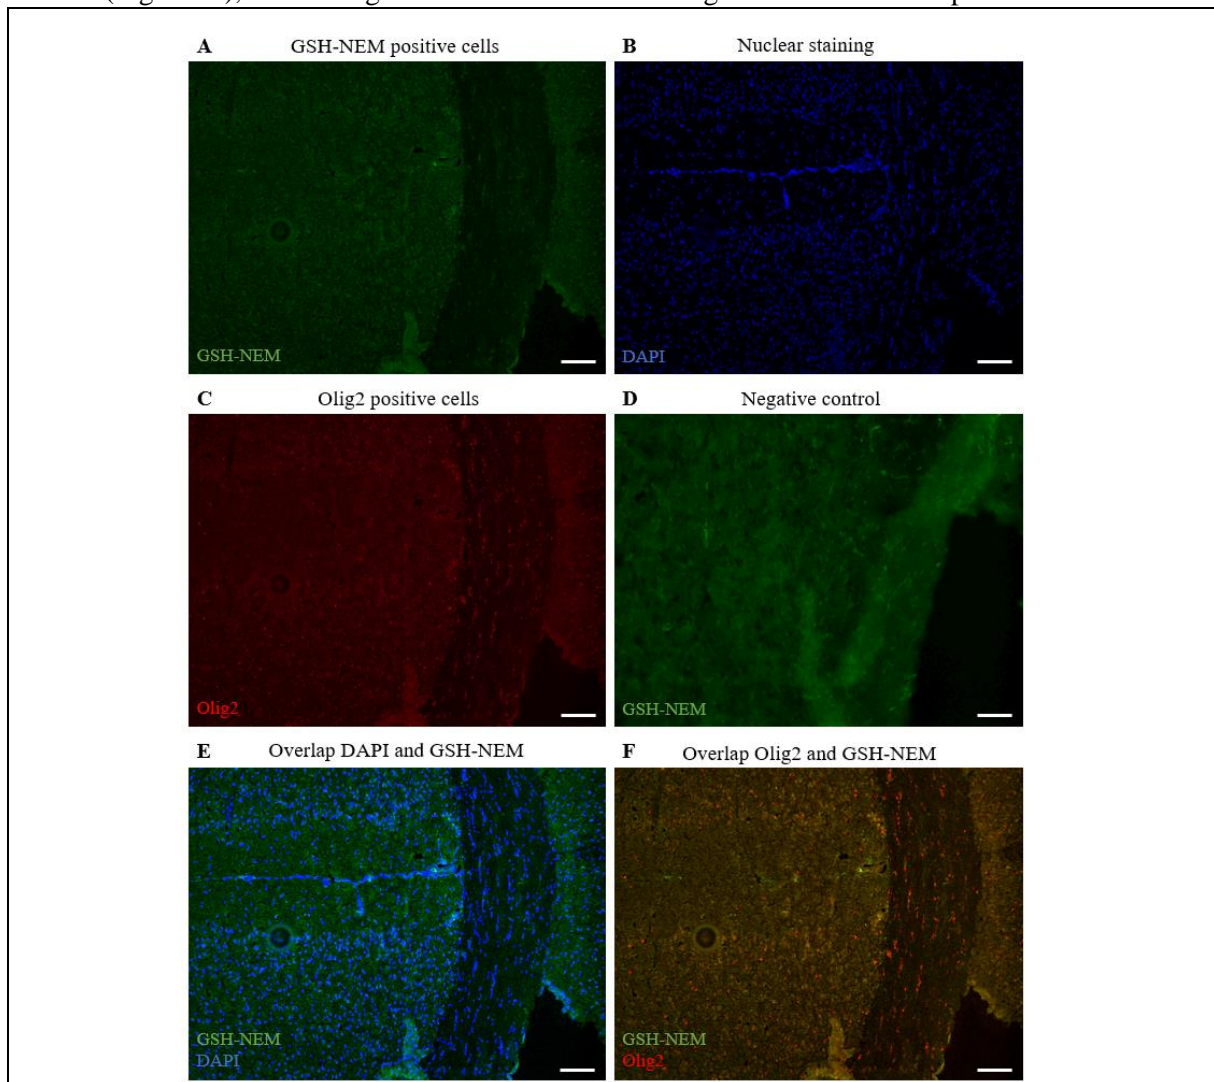 A GSH-NEM positive cells
B Nuclear staining
GSH-NEM
DAPI
C Olig2 positive cells
D Negative control
Olig2
GSH-NEM
E Overlap DAPI and GSH-NEM
F Overlap Olig2 and GSH-NEM
GSH-NEM
DAPI
GSH-NEM
Olig2